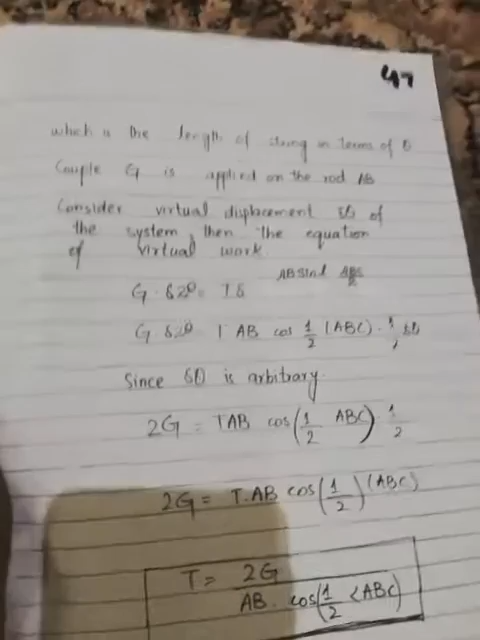 47
which is the length of string in terms of θ
Couple G is applied on the rod AB
Consider virtual displacement δθ of
the system, then the equation
of virtual work
G·δ2θ = Tδ ABsin1 ABC/2
G δ2θ T AB cos 1/2 (ABC)·1/2 δθ
Since δθ is arbitrary
2G = TAB cos(1/2 ABC) 1/2
2G = T.AB cos(1/2)(ABC)
T = 2G / AB. cos(1/2 <ABC)